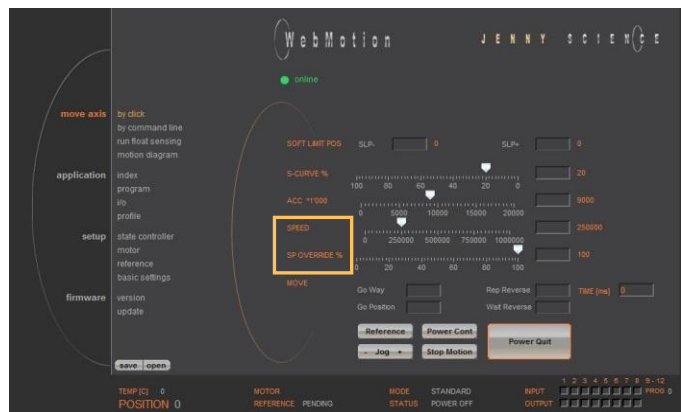 WebMotion
JENNY SCIENCE
online
move axis by click
by command line
run float sensing
motion diagram
application index
program
i/o
profile
setup state controller
motor
reference
basic settings
firmware version
update
save open
SOFT LIMIT POS SLP- 0 SLP+ 0
S-CURVE % 20
100 80 60 40 20 0
ACC *1'000 9000
0 5000 10000 15000 20000
SPEED 250000
0 250000 500000 750000 1000000
SP OVERRIDE % 100
0 20 40 60 80 100
MOVE Go Way Rep Reverse TIME [ms] 0
Go Position Wait Reverse
Reference Power Cont Power Quit
- Jog + Stop Motion
1 2 3 4 5 6 7 8 9-12
TEMP [C] 0 MOTOR MODE STANDARD INPUT PROG 0
POSITION 0 REFERENCE PENDING STATUS POWER OFF OUTPUT